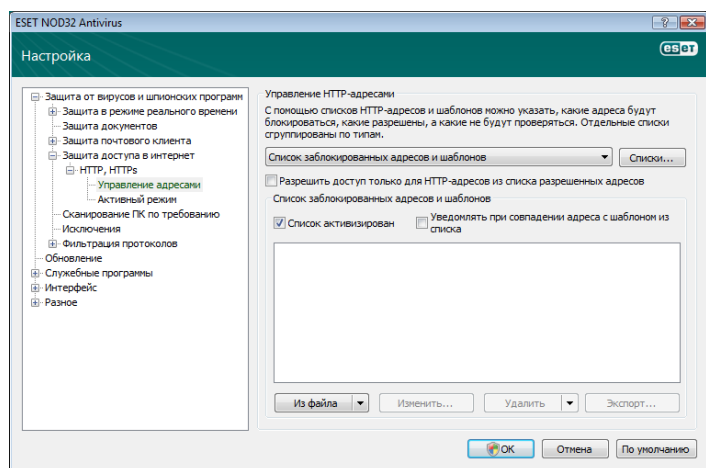 ESET NOD32 Antivirus
Настройка
eset
Защита от вирусов и шпионских программ
Защита в режиме реального времени
Защита документов
Защита почтового клиента
Защита доступа в интернет
HTTP, HTTPs
Управление адресами
Активный режим
Сканирование ПК по требованию
Исключения
Фильтрация протоколов
Обновление
Служебные программы
Интерфейс
Разное
Управление HTTP-адресами
С помощью списков HTTP-адресов и шаблонов можно указать, какие адреса будут
блокироваться, какие разрешены, а какие не будут проверяться. Отдельные списки
сгруппированы по типам.
Список заблокированных адресов и шаблонов
Списки...
Разрешить доступ только для HTTP-адресов из списка разрешенных адресов
Список заблокированных адресов и шаблонов
Список активизирован
Уведомлять при совпадении адреса с шаблоном из
списка
Из файла
Изменить...
Удалить
Экспорт...
OK
Отмена
По умолчанию